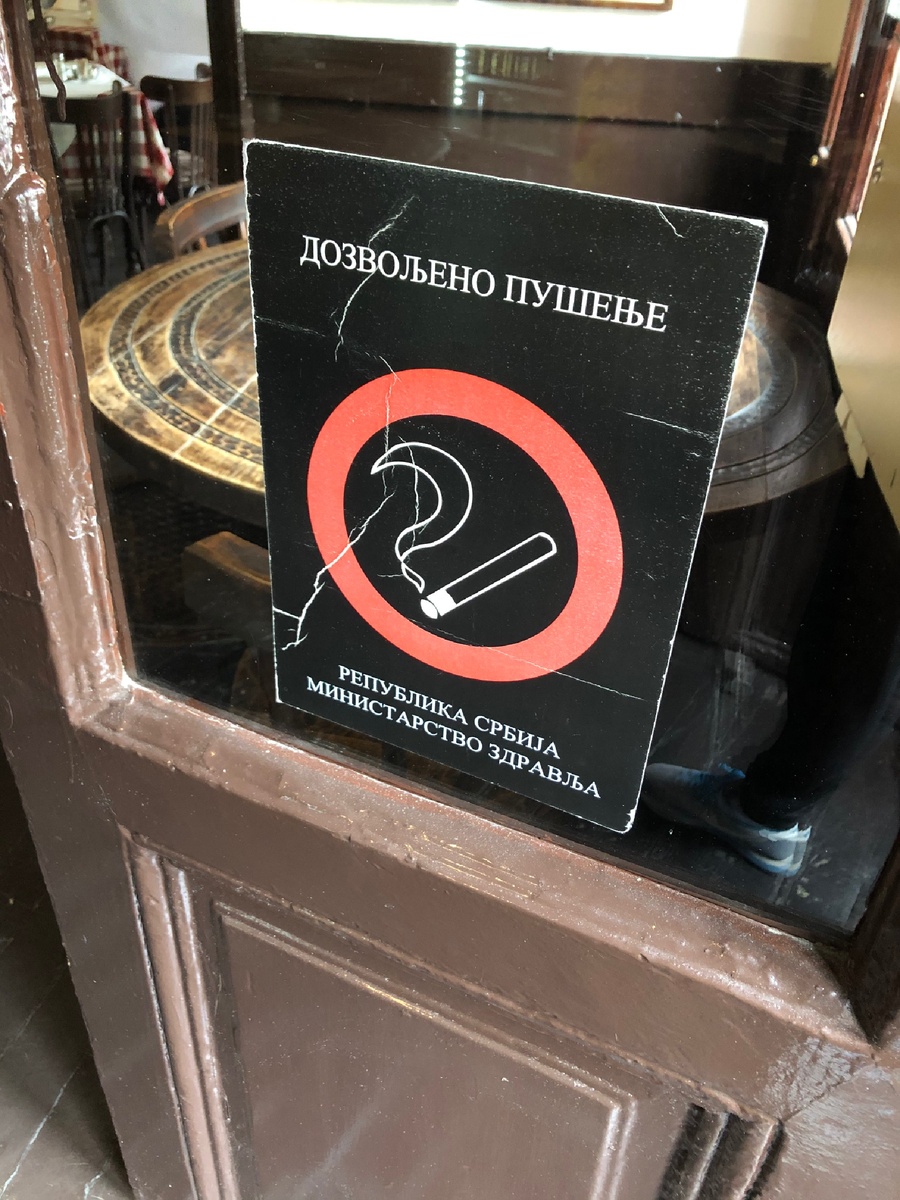 ДОЗВОЉЕНО ПУШЕЊЕ
РЕПУБЛИКА СРБИЈА
МИНИСТАРСТВО ЗДРАВЉА